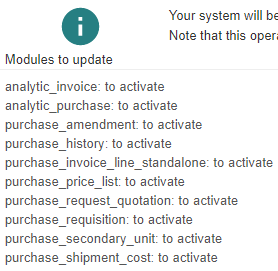 Your system will be
Note that this opera
Modules to update
analytic_invoice: to activate
analytic_purchase: to activate
purchase_amendment: to activate
purchase_history: to activate
purchase_invoice_line_standalone: to activate
purchase_price_list: to activate
purchase_request_quotation: to activate
purchase_requisition: to activate
purchase_secondary_unit: to activate
purchase_shipment_cost: to activate